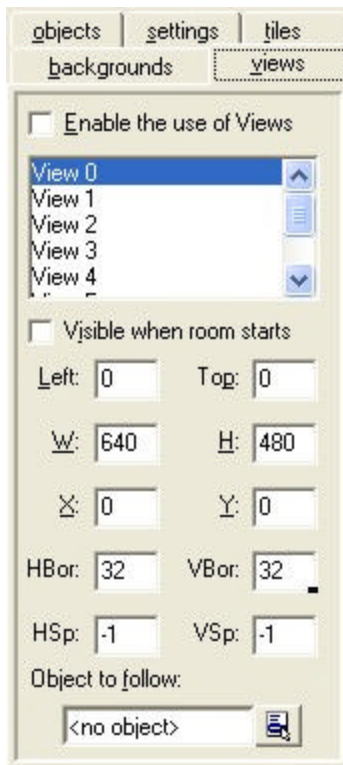 objects settings tiles
backgrounds views
Enable the use of Views
View 0
View 1
View 2
View 3
View 4
Visible when room starts
Left: 0 Top: 0
W: 640 H: 480
X: 0 Y: 0
HBor: 32 VBor: 32
HSp: -1 VSp: -1
Object to follow:
<no object>